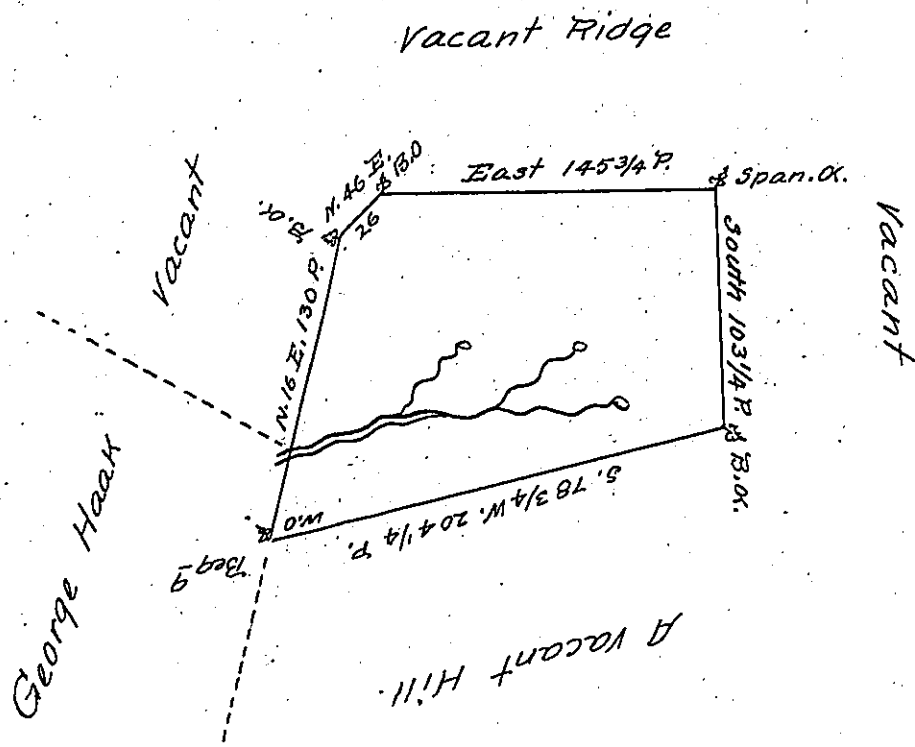 Vacant Ridge
Vacant
N. 46 E.
26
B.O
East 145 3/4 P.
Span. O.
B. O.
N. 16 E. 130 P.
South 103 1/4 P.
Vacant
B.O.
S. 78 3/4 W. 204 1/4 P.
W.O
Beg.g
George Haak
A Vacant Hill.